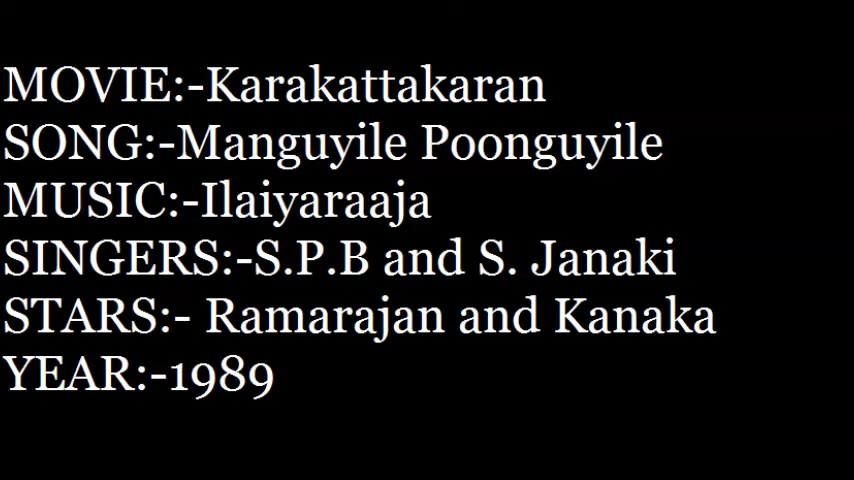 MOVIE:-Karakattakaran
SONG:-Manguyile Poonguyile
MUSIC:-Ilaiyaraaja
SINGERS:-S.P.B and S. Janaki
STARS:- Ramarajan and Kanaka
YEAR:-1989